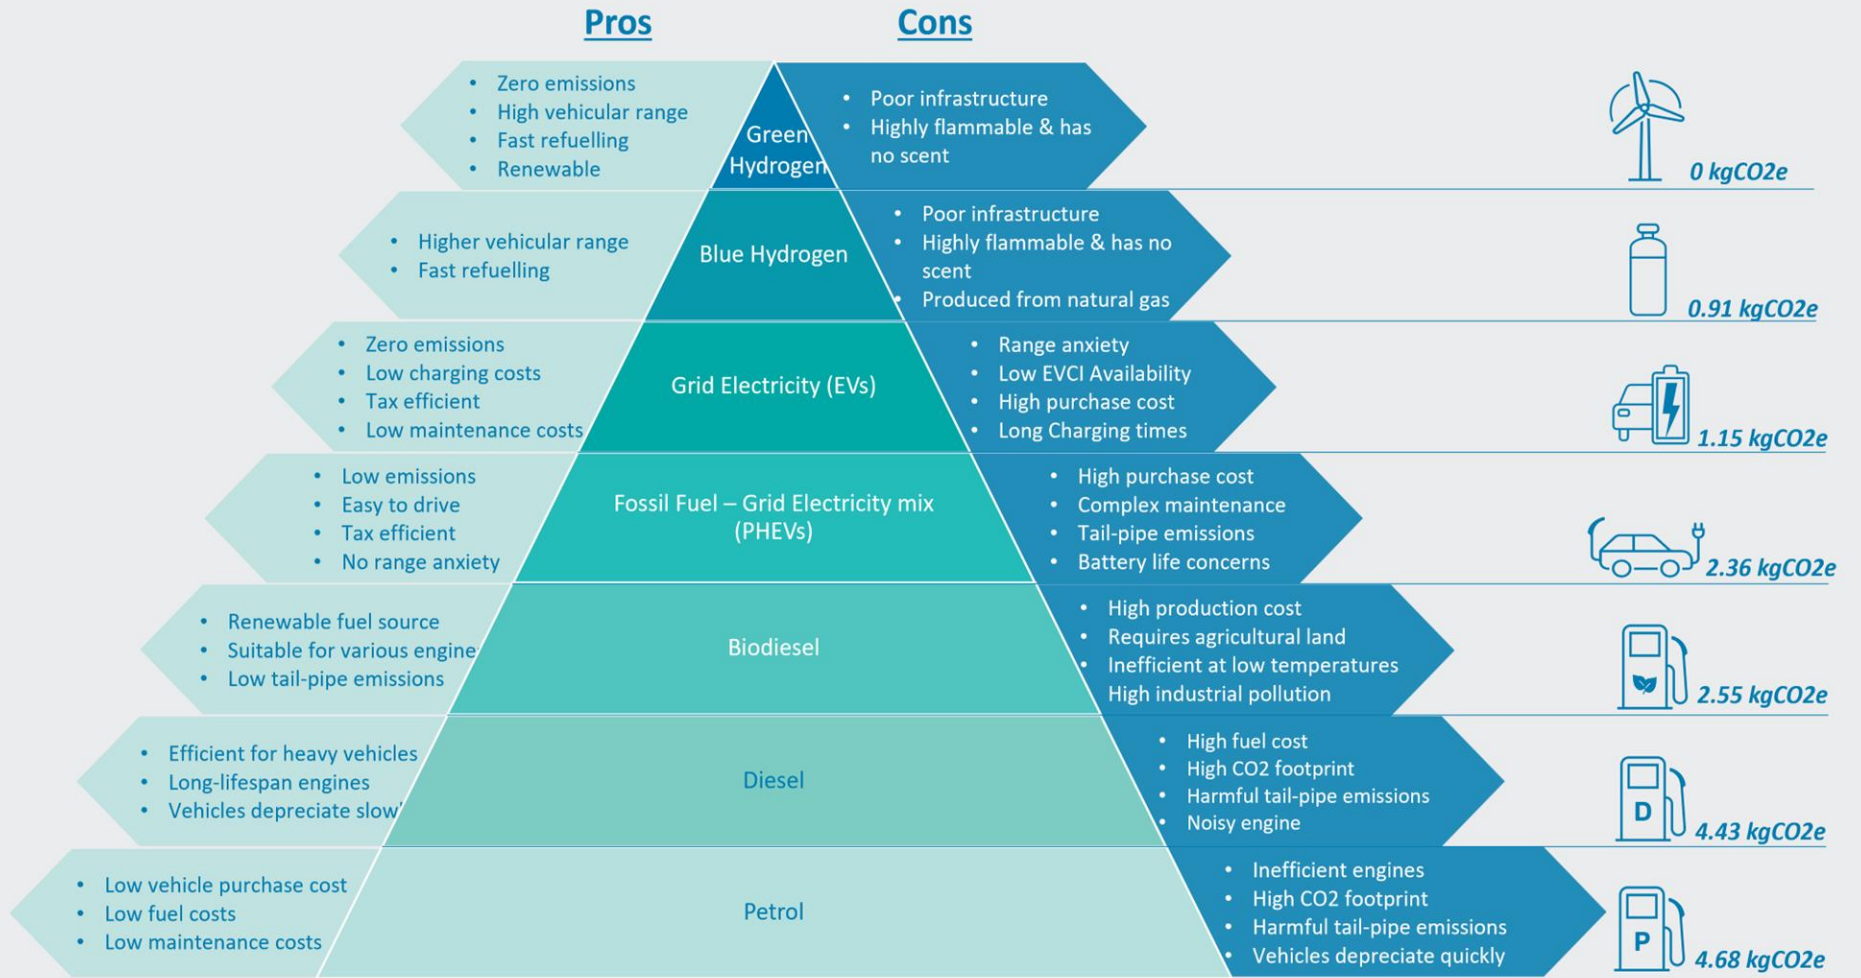 Pros
Cons
• Zero emissions
• High vehicular range
• Fast refuelling
• Renewable
Green
Hydrogen
• Poor infrastructure
• Highly flammable & has
no scent
0 kgCO2e
• Higher vehicular range
• Fast refuelling
Blue Hydrogen
• Poor infrastructure
• Highly flammable & has no
scent
• Produced from natural gas
0.91 kgCO2e
• Zero emissions
• Low charging costs
• Tax efficient
• Low maintenance costs
Grid Electricity (EVs)
• Range anxiety
• Low EVCI Availability
• High purchase cost
• Long Charging times
1.15 kgCO2e
• Low emissions
• Easy to drive
• Tax efficient
• No range anxiety
Fossil Fuel – Grid Electricity mix
(PHEVs)
• High purchase cost
• Complex maintenance
• Tail-pipe emissions
• Battery life concerns
2.36 kgCO2e
• Renewable fuel source
• Suitable for various engine
• Low tail-pipe emissions
Biodiesel
• High production cost
• Requires agricultural land
• Inefficient at low temperatures
High industrial pollution
2.55 kgCO2e
• Efficient for heavy vehicles
• Long-lifespan engines
• Vehicles depreciate slowl
Diesel
• High fuel cost
• High CO2 footprint
• Harmful tail-pipe emissions
• Noisy engine
D
4.43 kgCO2e
• Low vehicle purchase cost
• Low fuel costs
• Low maintenance costs
Petrol
• Inefficient engines
• High CO2 footprint
• Harmful tail-pipe emissions
• Vehicles depreciate quickly
P
4.68 kgCO2e